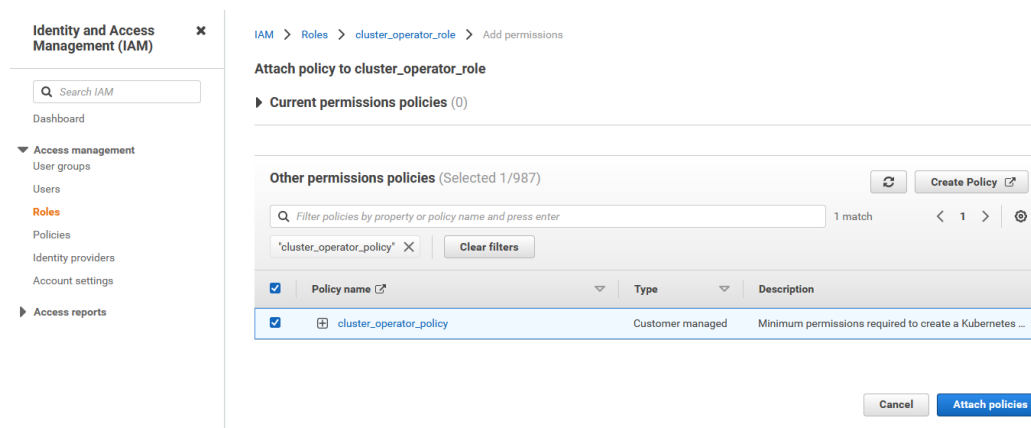 Identity and Access
Management (IAM)
Search IAM
Dashboard
Access management
User groups
Users
Roles
Policies
Identity providers
Account settings
Access reports
IAM > Roles > cluster_operator_role > Add permissions
Attach policy to cluster_operator_role
Current permissions policies (0)
Other permissions policies (Selected 1/987)
Create Policy
Filter policies by property or policy name and press enter
1 match
< 1 >
"cluster_operator_policy"
Clear filters
Policy name Type Description
cluster_operator_policy Customer managed Minimum permissions required to create a Kubernetes ...
Cancel Attach policies